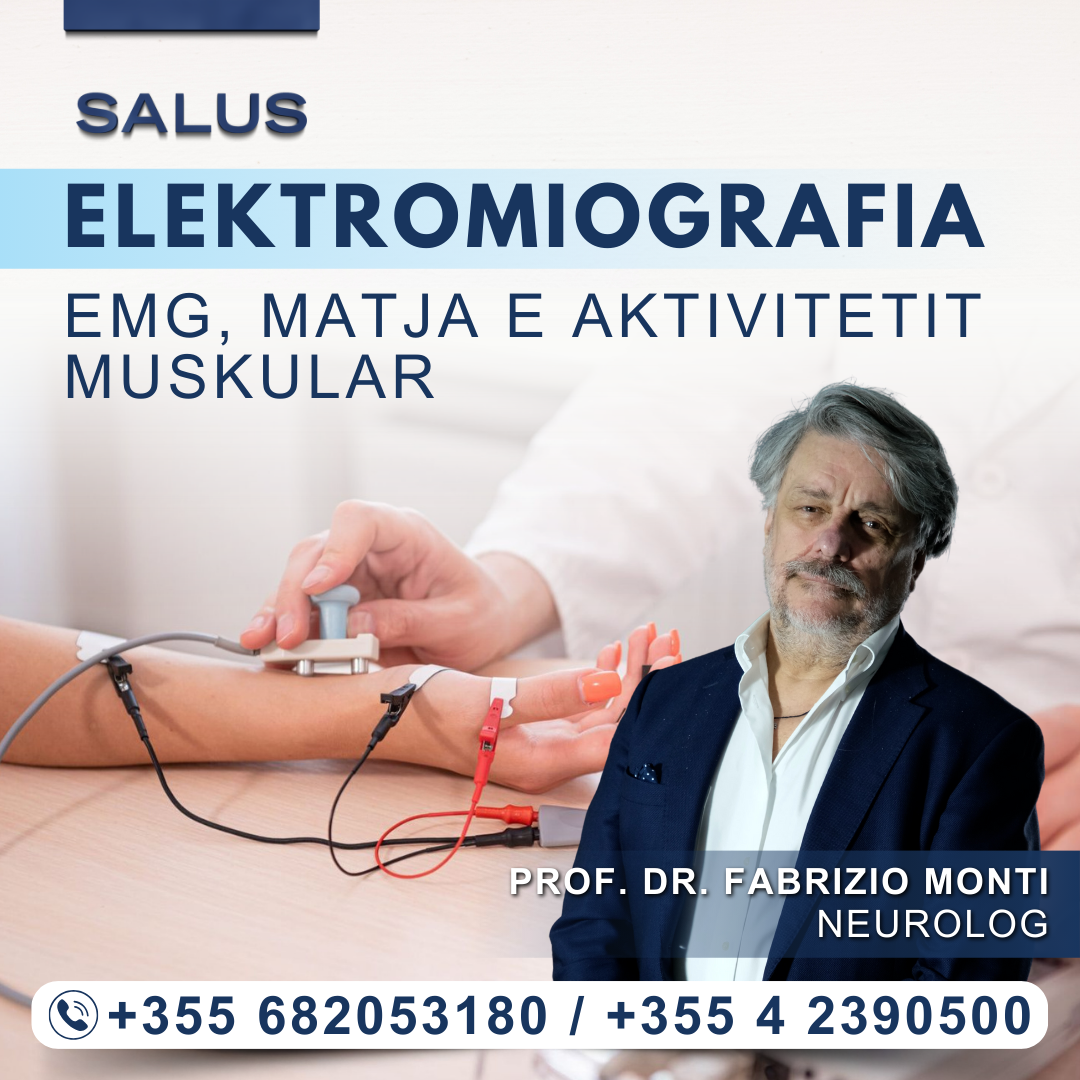 SALUS
ELEKTROMIOGRAFIA
EMG, MATJA E AKTIVITETIT
MUSKULAR
PROF. DR. FABRIZIO MONTI
NEUROLOG
+355 682053180 / +355 4 2390500